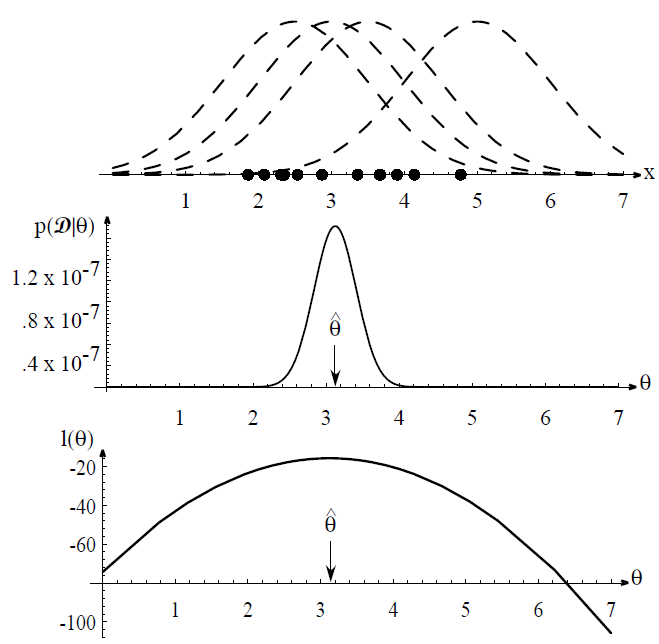 x
1 2 3 4 5 6 7
p(𝒟|θ)
1.2 x 10⁻⁷
.8 x 10⁻⁷
.4 x 10⁻⁷
θ̂
θ
1 2 3 4 5 6 7
l(θ)
-20
-40
-60
-100
θ̂
θ
1 2 3 4 5 6 7